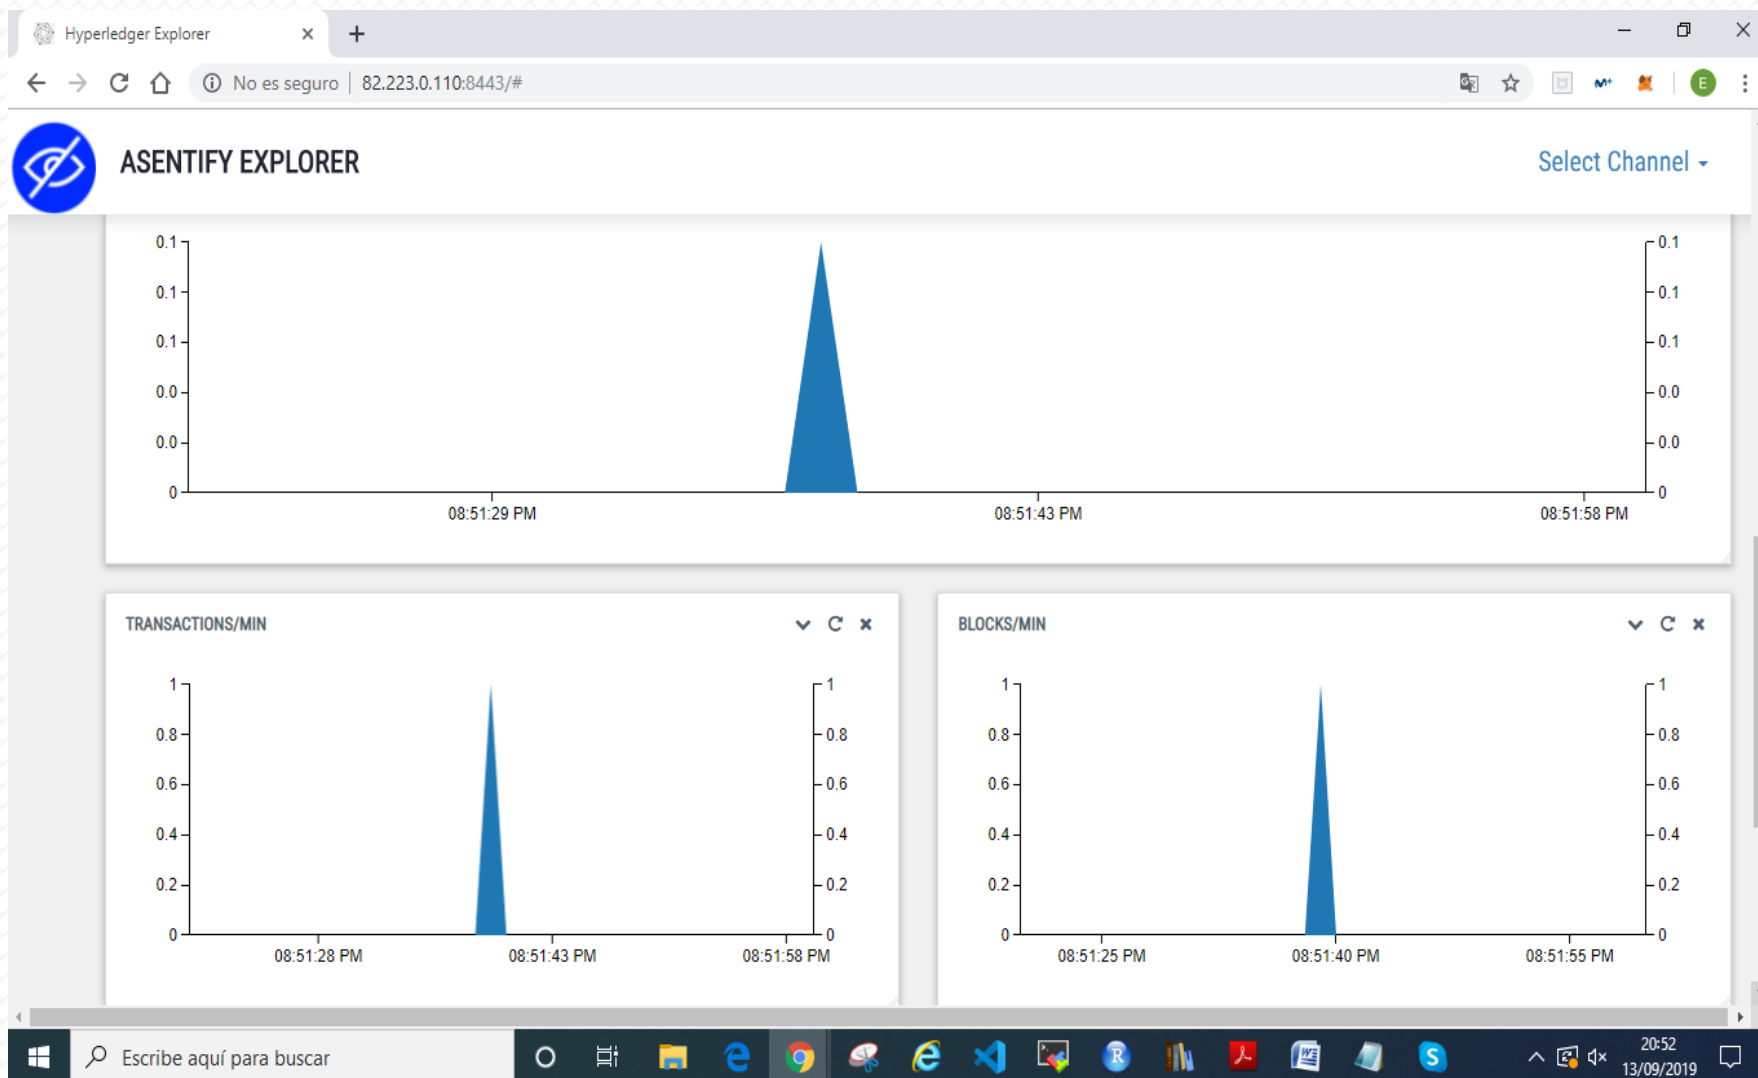 Hyperledger Explorer
No es seguro | 82.223.0.110:8443/#
E
ASENTIFY EXPLORER
Select Channel
0.1 0.1
0.1 0.1
0.1 0.1
0.0 0.0
0.0 0.0
0 0
08:51:29 PM 08:51:43 PM 08:51:58 PM
TRANSACTIONS/MIN
1 1
0.8 0.8
0.6 0.6
0.4 0.4
0.2 0.2
0 0
08:51:28 PM 08:51:43 PM 08:51:58 PM
BLOCKS/MIN
1 1
0.8 0.8
0.6 0.6
0.4 0.4
0.2 0.2
0 0
08:51:25 PM 08:51:40 PM 08:51:55 PM
Escribe aquí para buscar
20:52
13/09/2019